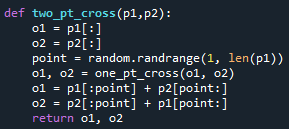 def two_pt_cross(p1,p2):
    o1 = p1[:]
    o2 = p2[:]
    point = random.randrange(1, len(p1))
    o1, o2 = one_pt_cross(o1, o2)
    o1 = p1[:point] + p2[point:]
    o2 = p2[:point] + p1[point:]
    return o1, o2